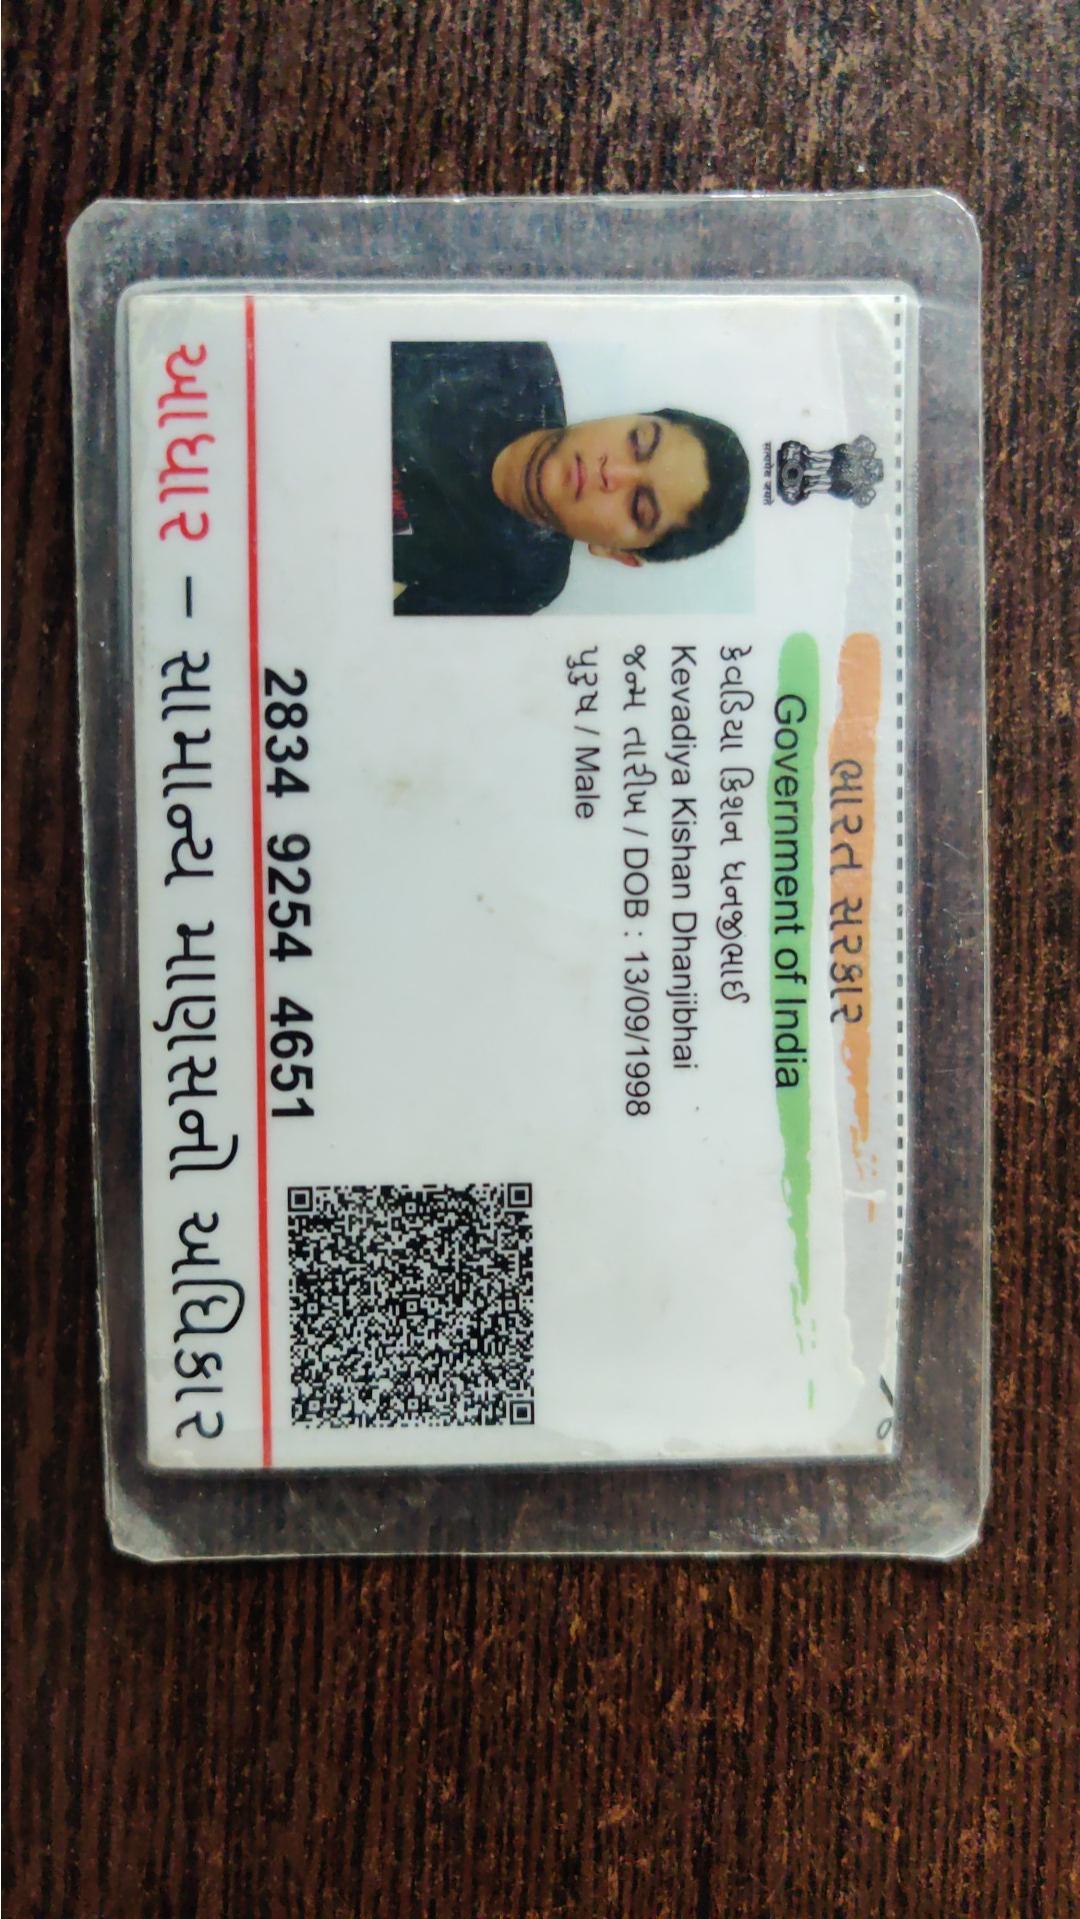 ભારત સરકાર
Government of India
सत्यमेव जयते
કેવડિયા કિશન ધનજીભાઈ
Kevadiya Kishan Dhanjibhai
જન્મ તારીખ / DOB : 13/09/1998
પુરુષ / Male
2834 9254 4651
આધાર – સામાન્ય માણસનો અધિકાર